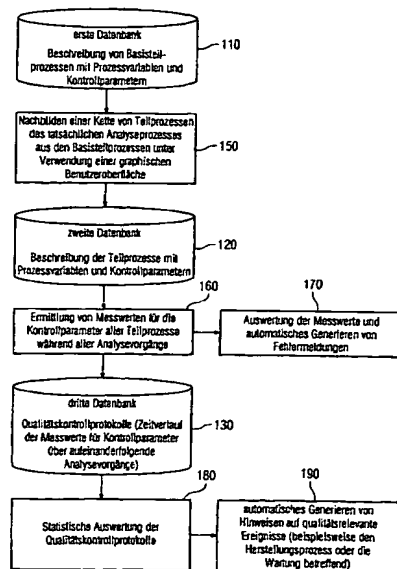 erste Datenbank
Beschreibung von Basisteil-
prozessen mit Prozessvariablen und
Kontrollparametern
110
Nachbilden einer Kette von Teilprozessen
des tatsächlichen Analyseprozesses
aus den Basisteilprozessen unter
Verwendung einer graphischen
Benutzeroberfläche
150
zweite Datenbank
Beschreibung der Teilprozesse mit
Prozessvariablen und Kontrollparametern
120
160
Ermittlung von Messwerten für die
Kontrollparameter aller Teilprozesse
während aller Analysevorgänge
170
Auswertung der Messwerte und
automatisches Generieren von
Fehlermeldungen
dritte Datenbank
Qualitätskontrollprotokolle (Zeitverlauf
der Messwerte für Kontrollparameter
über aufeinanderfolgende
Analysevorgänge)
130
180
Statistische Auswertung der
Qualitätskontrollprotokolle
190
automatisches Generieren von
Hinweisen auf qualitätsrelevante
Ereignisse (beispielsweise den
Herstellungsprozess oder die
Wartung betreffend)